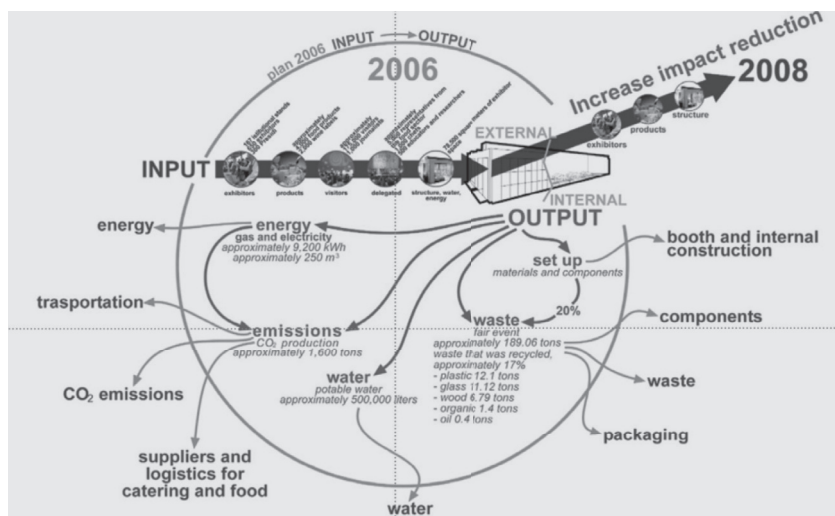 plan 2006 INPUT → OUTPUT
2006
Increase impact reduction
2008
structure
products
exhibitors
EXTERNAL
INTERNAL
INPUT
exhibitors
products
visitors
delegated
structure, water,
energy
OUTPUT
energy
energy
gas and electricity
approximately 9,200 kWh
approximately 250 m³
set up
materials and components
booth and internal
construction
20%
trasportation
emissions
CO₂ production
approximately 1,600 tons
waste
fair event
approximately 189.06 tons
waste that was recycled,
approximately 17%
- plastic 12.1 tons
- glass 11.12 tons
- wood 6.79 tons
- organic 1.4 tons
- oil 0.4 tons
components
waste
packaging
water
potable water
approximately 500,000 liters
CO₂ emissions
suppliers and
logistics for
catering and food
water